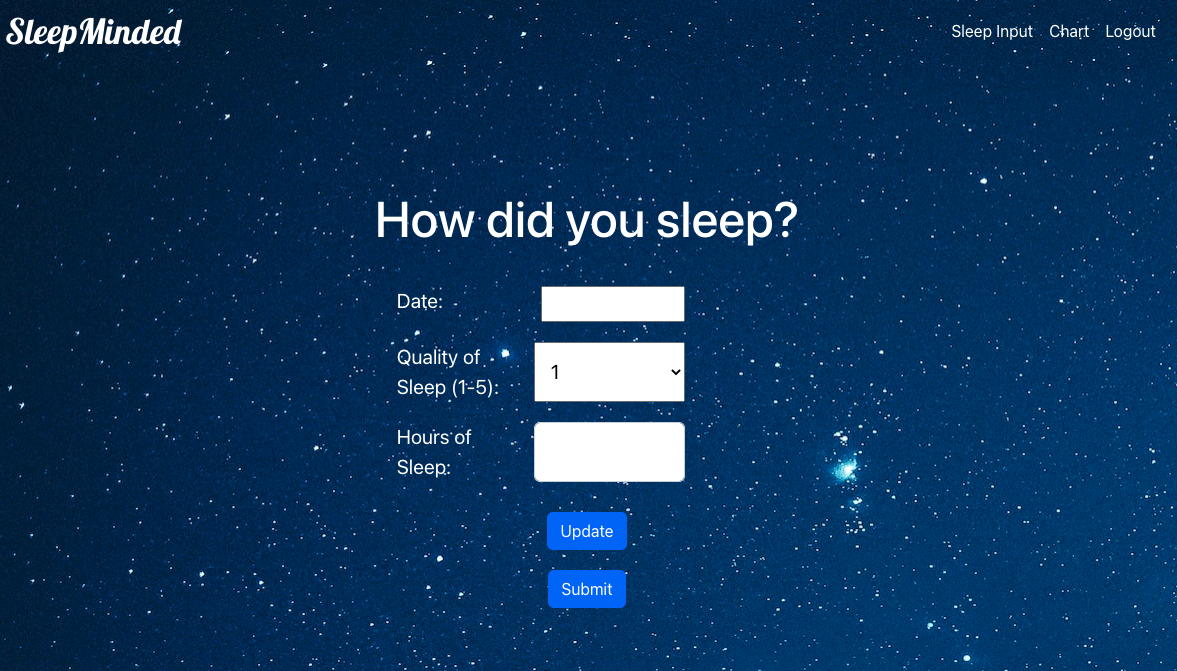 SleepMinded
Sleep Input Chart Logout
How did you sleep?
Date:
Quality of
Sleep (1-5):
1
Hours of
Sleep:
Update
Submit